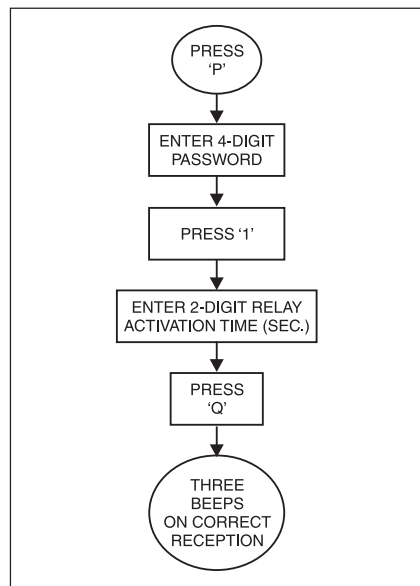 PRESS
‘P’
ENTER 4-DIGIT
PASSWORD
PRESS ‘1’
ENTER 2-DIGIT RELAY
ACTIVATION TIME (SEC.)
PRESS
‘Q’
THREE
BEEPS
ON CORRECT
RECEPTION